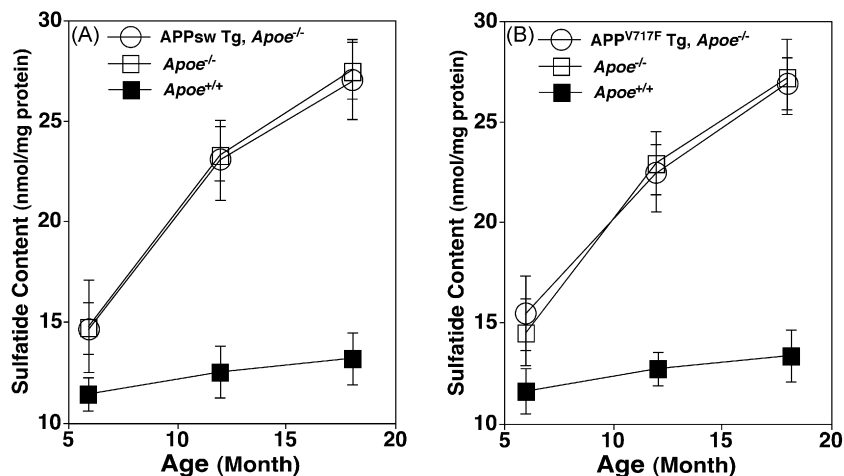 (A)
APPsw Tg, Apoe-/-
Apoe-/-
Apoe+/+
Sulfatide Content (nmol/mg protein)
30
25
20
15
10
5
10
15
20
Age (Month)
(B)
APPV717F Tg, Apoe-/-
Apoe-/-
Apoe+/+
Sulfatide Content (nmol/mg protein)
30
25
20
15
10
5
10
15
20
Age (Month)